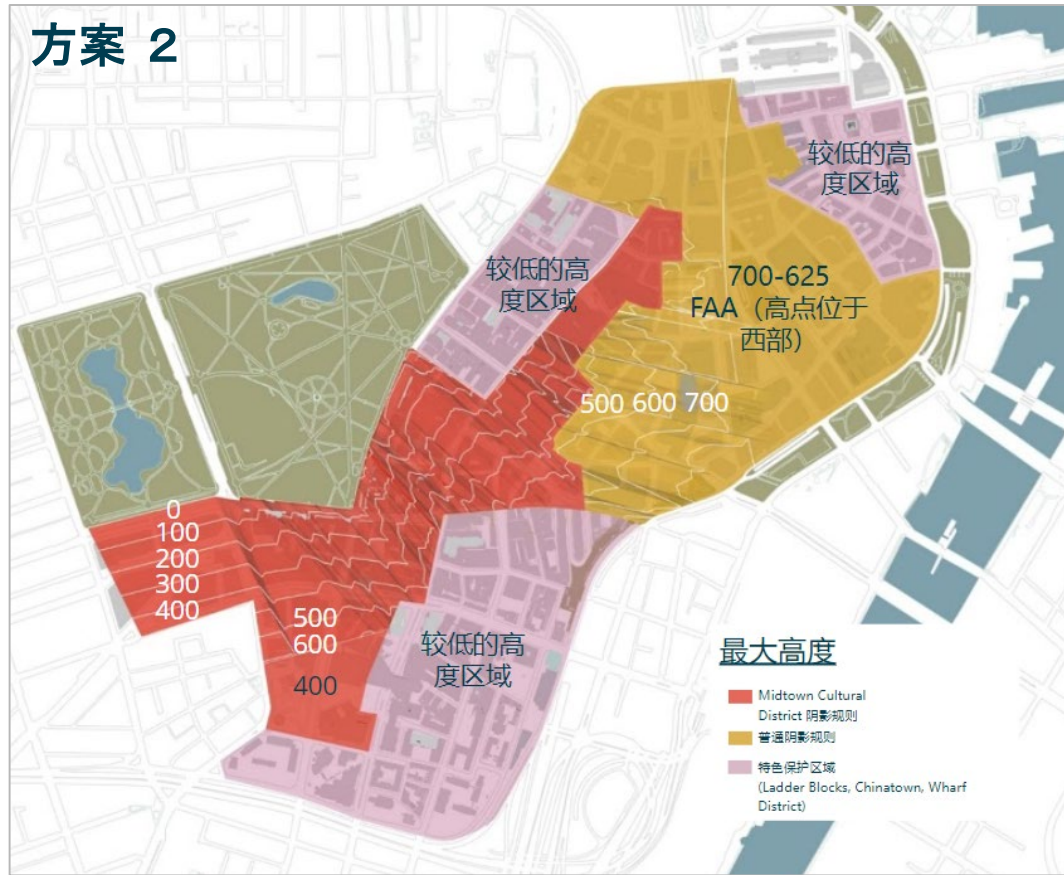 方案 2
较低的高
度区域
较低的高
度区域
700-625
FAA（高点位于
西部）
500 600 700
0
100
200
300
400
500
600
400
较低的高
度区域
最大高度
Midtown Cultural
District 阴影规则
普通阴影规则
特色保护区域
(Ladder Blocks, Chinatown, Wharf
District)